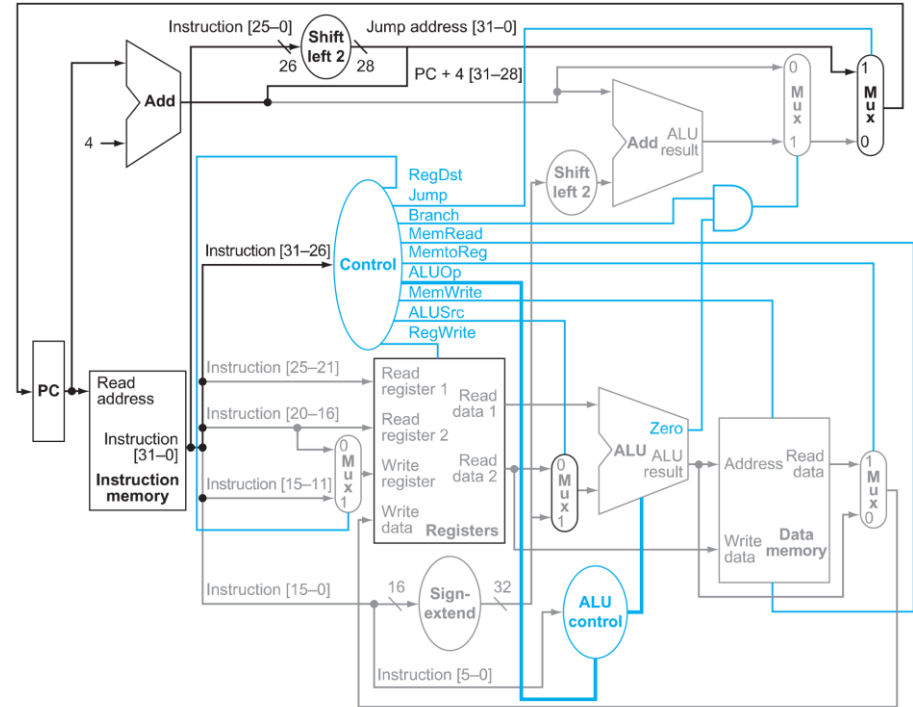 Instruction [25–0]
Shift
left 2
Jump address [31–0]
26
28
PC + 4 [31–28]
Add
4
0
M
u
x
1
1
M
u
x
0
Add
ALU
result
Shift
left 2
RegDst
Jump
Branch
MemRead
MemtoReg
ALUOp
MemWrite
ALUSrc
RegWrite
Instruction [31–26]
Control
PC
Read
address
Instruction
[31–0]
Instruction
memory
Instruction [25–21]
Instruction [20–16]
Instruction [15–11]
0
M
u
x
1
Read
register 1
Read
register 2
Write
register
Write
data
Read
data 1
Read
data 2
Registers
0
M
u
x
1
Zero
ALU
ALU
result
Address
Read
data
Write
data
Data
memory
1
M
u
x
0
Instruction [15–0]
16
Sign-
extend
32
ALU
control
Instruction [5–0]